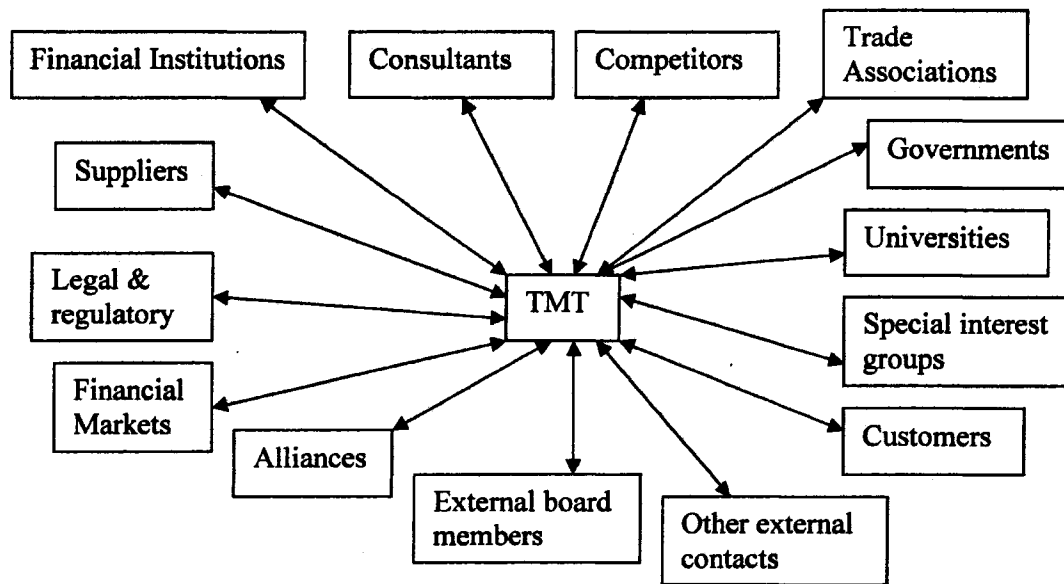 Financial Institutions
Consultants
Competitors
Trade
Associations
Suppliers
Governments
Universities
Legal &
regulatory
TMT
Special interest
groups
Financial
Markets
Customers
Alliances
External board
members
Other external
contacts